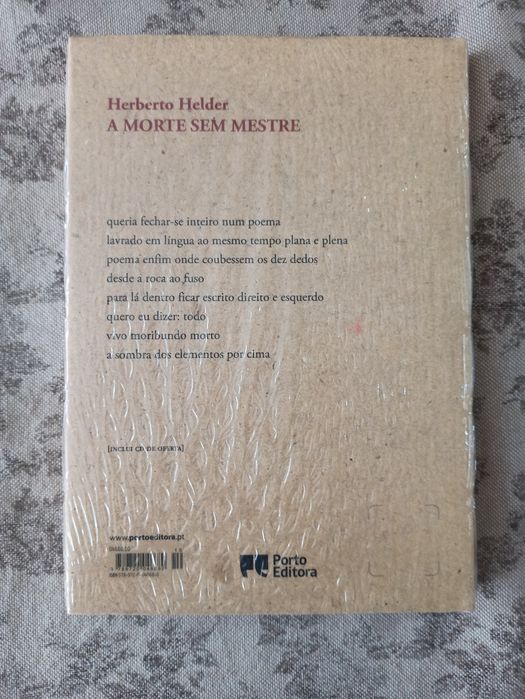 Herberto Helder
A MORTE SEM MESTRE
queria fechar-se inteiro num poema
lavrado em língua ao mesmo tempo plana e plena
poema enfim onde coubessem os dez dedos
desde a roca ao fuso
para lá dentro ficar escrito direito e esquerdo
quero eu dizer: todo
vivo moribundo morto
a sombra dos elementos por cima
[INCLUI CD DE OFERTA]
www.portoeditora.pt
Porto
Editora